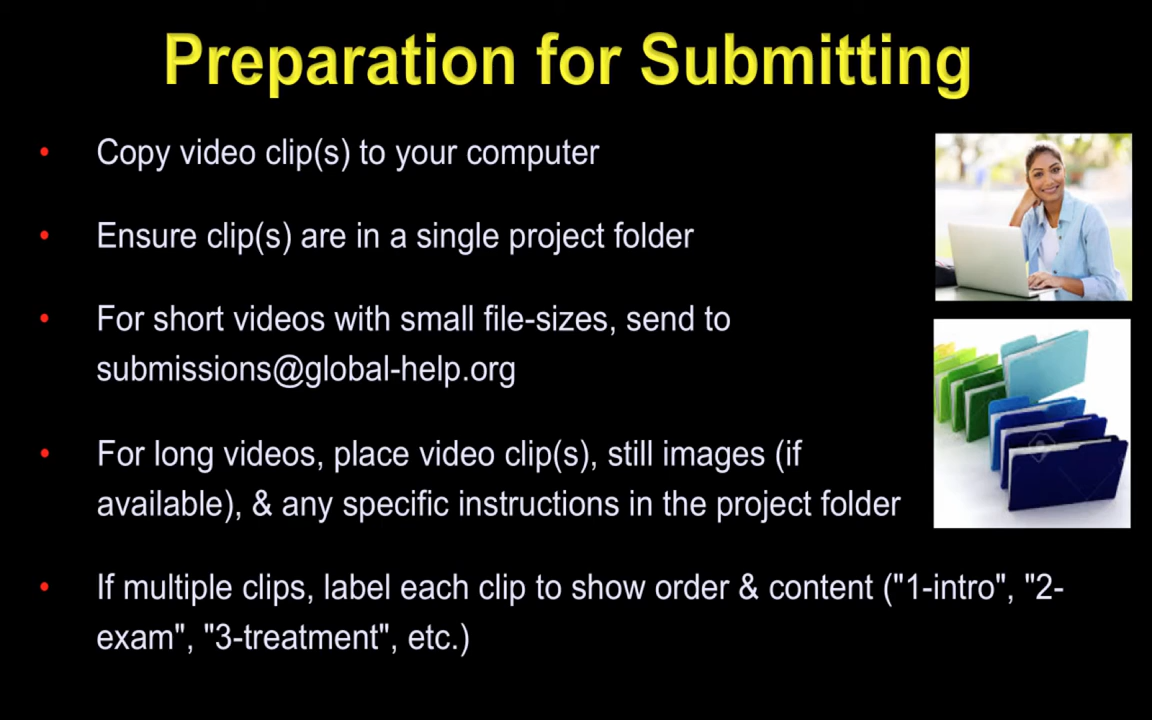 Preparation for Submitting
• Copy video clip(s) to your computer
• Ensure clip(s) are in a single project folder
• For short videos with small file-sizes, send to
submissions@global-help.org
• For long videos, place video clip(s), still images (if
available), & any specific instructions in the project folder
• If multiple clips, label each clip to show order & content ("1-intro", "2-
exam", "3-treatment", etc.)